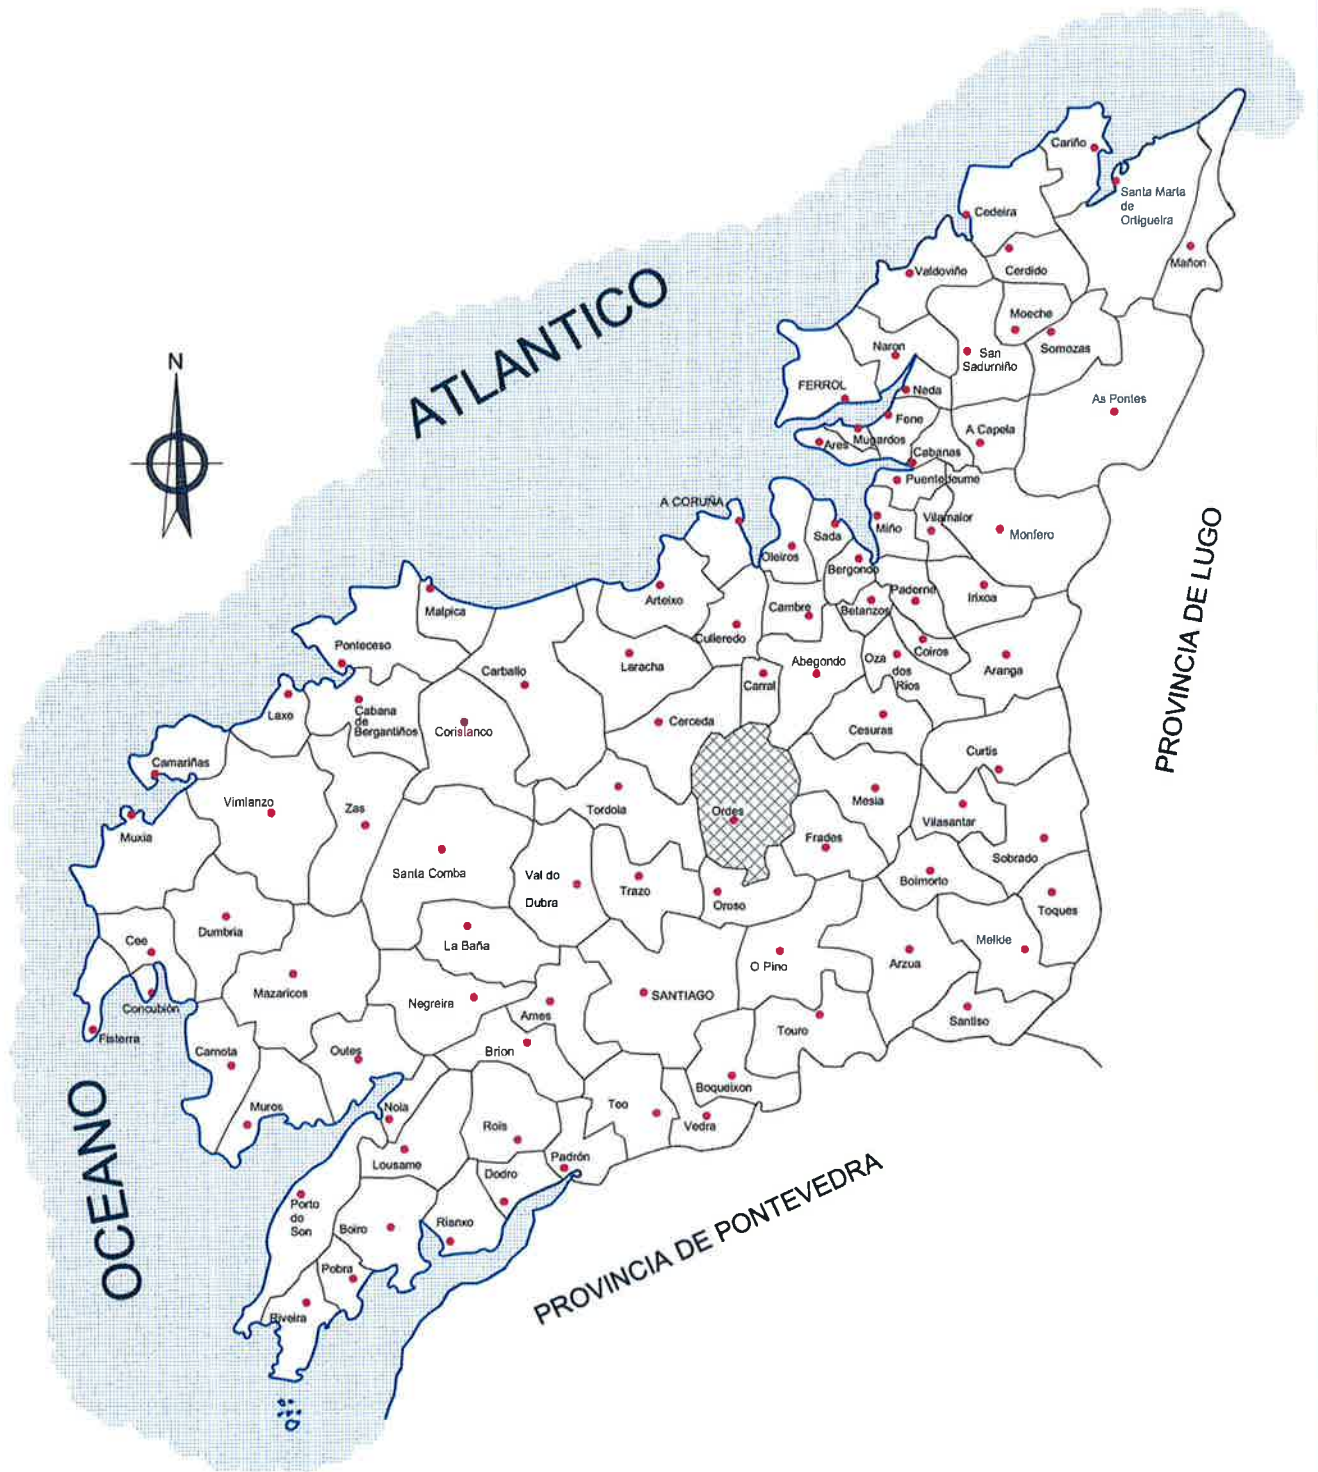 Cariño
Santa Marta
de
Ortigueira
Cedeira
Mañon
Cerdido
Valdoviño
ATLANTICO
Moeche
Somozas
Naron
San
Sadurniño
N
FERROL
Neda
As Pontes
Fene
A Capela
Mugardos
Ares
Cabanas
Puentedeume
A CORUÑA
Miño
Vilamaior
Monfero
Sada
Oleiros
Bergondo
PROVINCIA DE LUGO
Arteixo
Paderne
Irixoa
Malpica
Cambre
Betanzos
Culleredo
Ponteceso
Coiros
Oza
dos
Rios
Abegondo
Aranga
Laracha
Carballo
Carral
Laxe
Cabana
de
Bergantiños
Coristanco
Cerceda
Cesuras
Curtis
Camariñas
Vimianzo
Zas
Tordoia
Ordes
Mesia
Vilasantar
Muxia
Frades
Sobrado
Santa Comba
Val do
Dubra
Trazo
Boimorto
Oroso
Toques
Dumbria
Cee
La Baña
Melide
O Pino
Arzua
Mazaricos
Negreira
SANTIAGO
Concubión
Ames
Touro
Santiso
Fisterra
Carnota
Outes
Brion
Boqueixon
Muros
Noia
Teo
Vedra
OCEANO
Rois
Lousame
Padrón
Dodro
Porto
do
Son
Boiro
Rianxo
PROVINCIA DE PONTEVEDRA
Pobra
Riveira